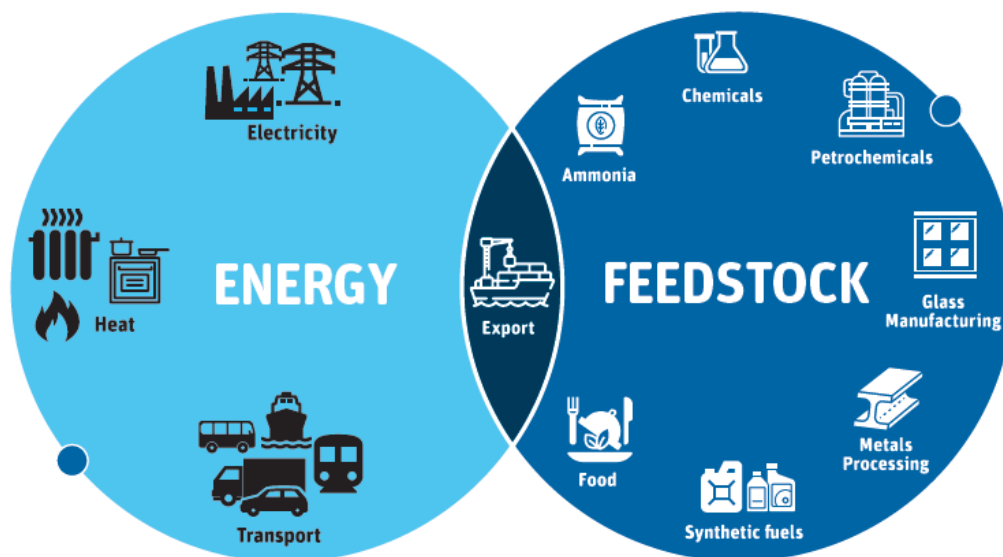 Electricity
ENERGY
Heat
Transport
Export
FEEDSTOCK
Chemicals
Ammonia
Petrochemicals
Glass
Manufacturing
Metals
Processing
Food
Synthetic fuels